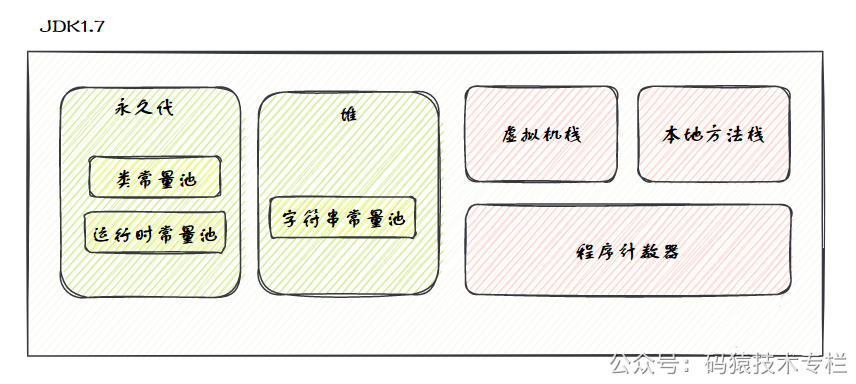 JDK1.7
永久代
类常量池
运行时常量池
堆
字符串常量池
虚拟机栈
本地方法栈
程序计数器
公众号：码猿技术专栏